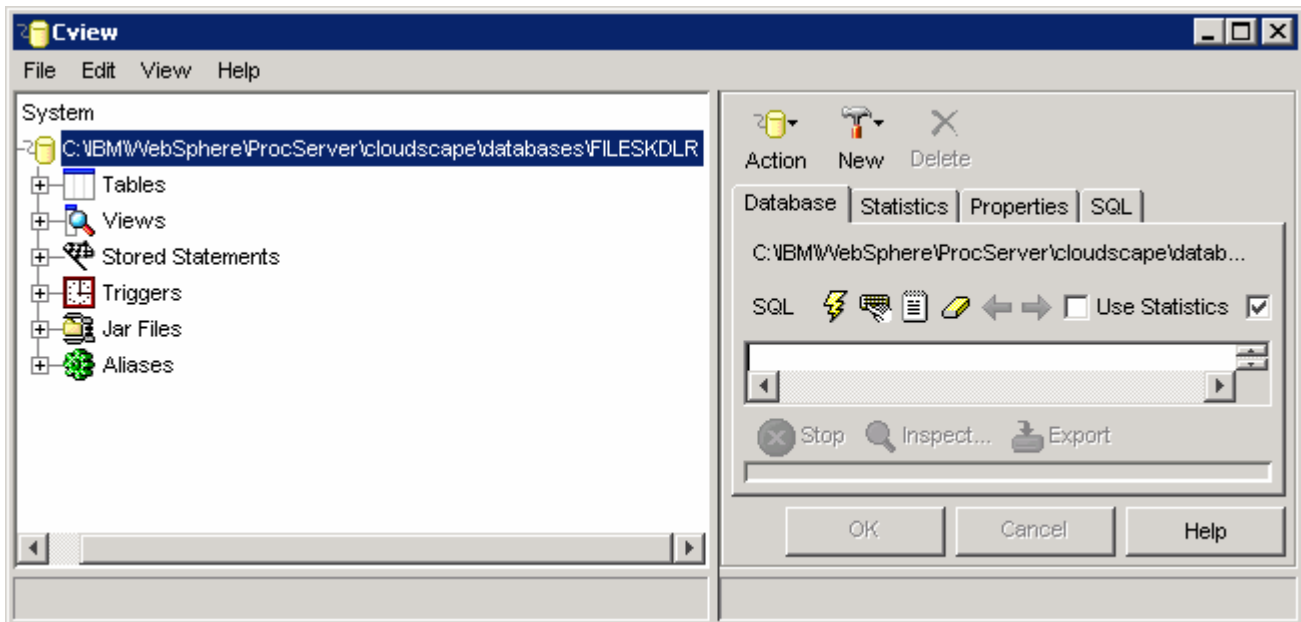 Cview
File Edit View Help
System
C:\IBM\WebSphere\ProcServer\cloudscape\databases\FILESKDLR
Tables
Views
Stored Statements
Triggers
Jar Files
Aliases
Action New Delete
Database Statistics Properties SQL
C:\IBM\WebSphere\ProcServer\cloudscape\datab...
SQL Use Statistics
Stop Inspect... Export
OK Cancel Help